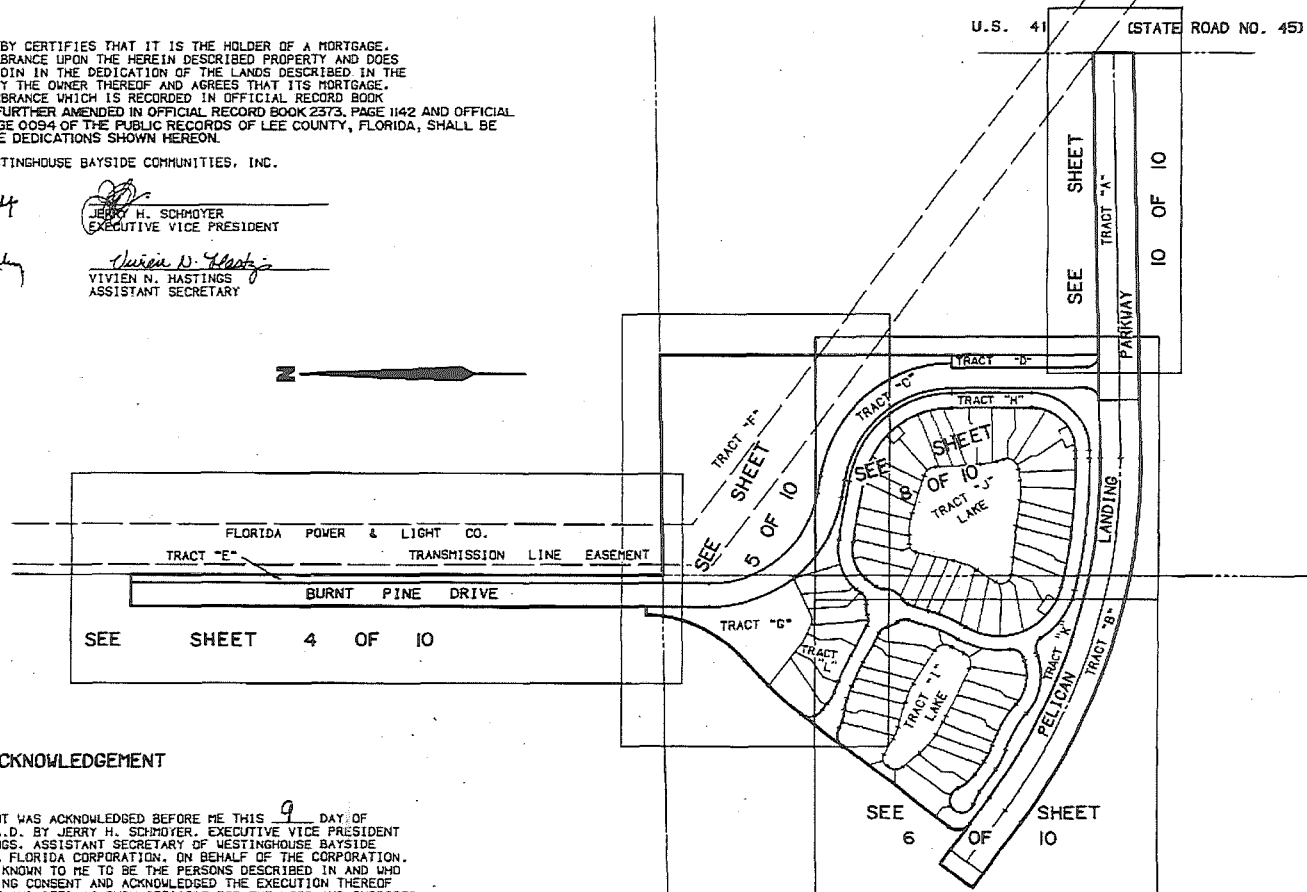 U.S. 41 (STATE ROAD NO. 45)
BY CERTIFIES THAT IT IS THE HOLDER OF A MORTGAGE.
BRANCE UPON THE HEREIN DESCRIBED PROPERTY AND DOES
OIN IN THE DEDICATION OF THE LANDS DESCRIBED IN THE
Y THE OWNER THEREOF AND AGREES THAT ITS MORTGAGE.
BRANCE WHICH IS RECORDED IN OFFICIAL RECORD BOOK
FURTHER AMENDED IN OFFICIAL RECORD BOOK 2373, PAGE 1142 AND OFFICIAL
GE 0094 OF THE PUBLIC RECORDS OF LEE COUNTY, FLORIDA, SHALL BE
E DEDICATIONS SHOWN HEREON.
TINGHOUSE BAYSIDE COMMUNITIES, INC.
JERRY H. SCHMOYER
EXECUTIVE VICE PRESIDENT
Vivien N. Hastings
VIVIEN N. HASTINGS
ASSISTANT SECRETARY
N
SEE SHEET
10 OF 10
TRACT "A"
PARKWAY
TRACT "D"
TRACT "C"
TRACT "H"
TRACT "F"
SEE SHEET
5 OF 10
SEE SHEET
8 OF 10
TRACT "J"
LAKE
LANDING
FLORIDA POWER & LIGHT CO.
TRACT "E" TRANSMISSION LINE EASEMENT
BURNT PINE DRIVE
SEE SHEET 4 OF 10
TRACT "G"
TRACT
"L"
TRACT "I"
LAKE
TRACT "K"
PELICAN
TRACT "B"
SEE SHEET
6 OF 10
CKNOWLEDGEMENT
T WAS ACKNOWLEDGED BEFORE ME THIS 9 DAY OF
.D. BY JERRY H. SCHMOYER. EXECUTIVE VICE PRESIDENT
NGS. ASSISTANT SECRETARY OF WESTINGHOUSE BAYSIDE
FLORIDA CORPORATION. ON BEHALF OF THE CORPORATION.
KNOWN TO ME TO BE THE PERSONS DESCRIBED IN AND WHO
NG CONSENT AND ACKNOWLEDGED THE EXECUTION THEREOF